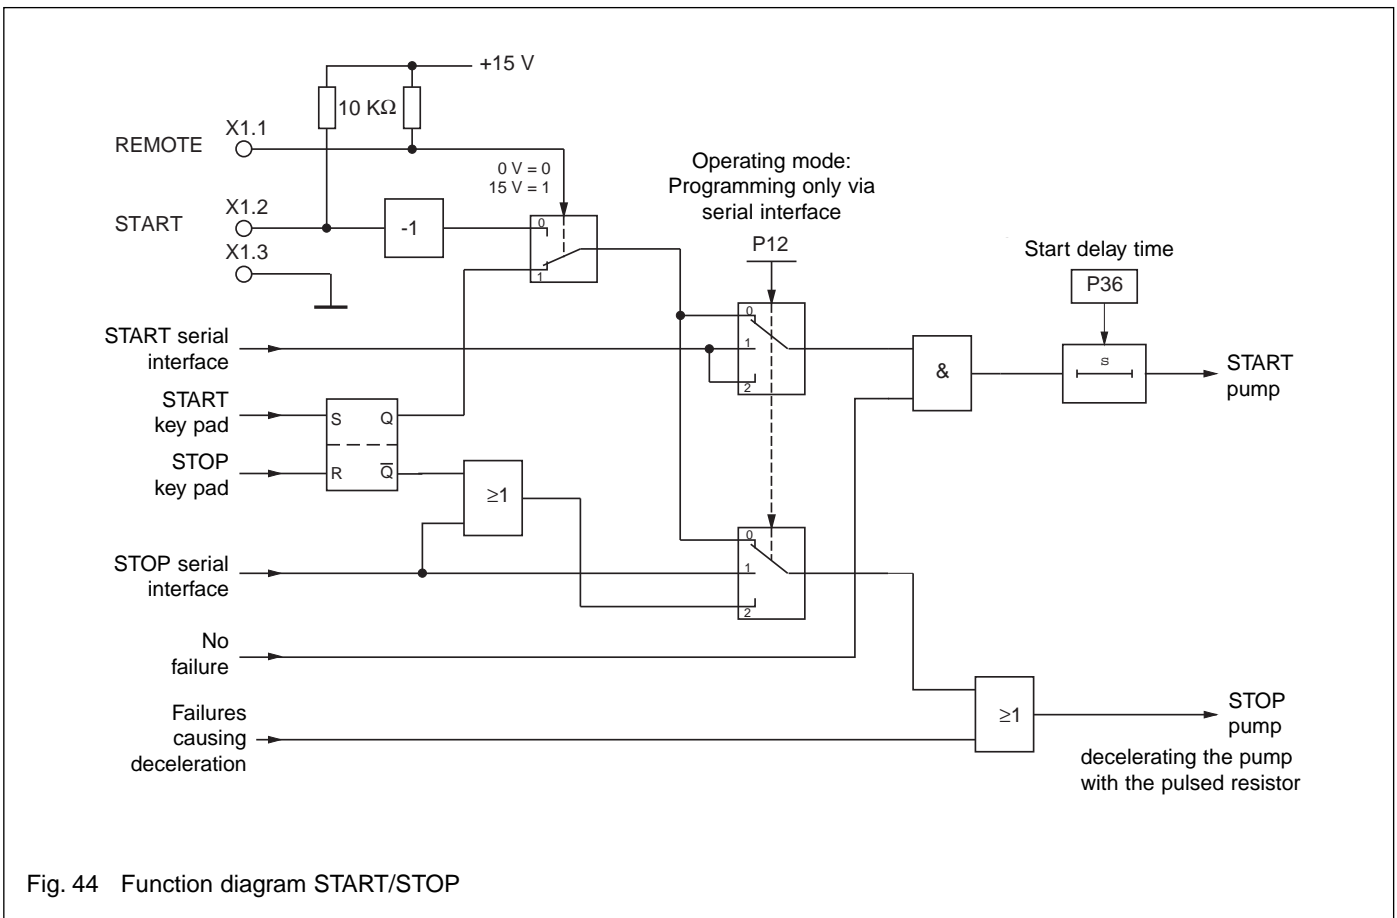 +15 V
10 KΩ
X1.1
REMOTE
0 V = 0
15 V = 1
Operating mode:
Programming only via
serial interface
P12
X1.2
START
-1
0
1
X1.3
Start delay time
P36
START serial
interface
0
1
2
&
s
START
pump
START
key pad
S
Q
STOP
key pad
R
Q̅
≥1
STOP serial
interface
0
1
2
No
failure
Failures
causing
deceleration
≥1
STOP
pump
decelerating the pump
with the pulsed resistor
Fig. 44 Function diagram START/STOP